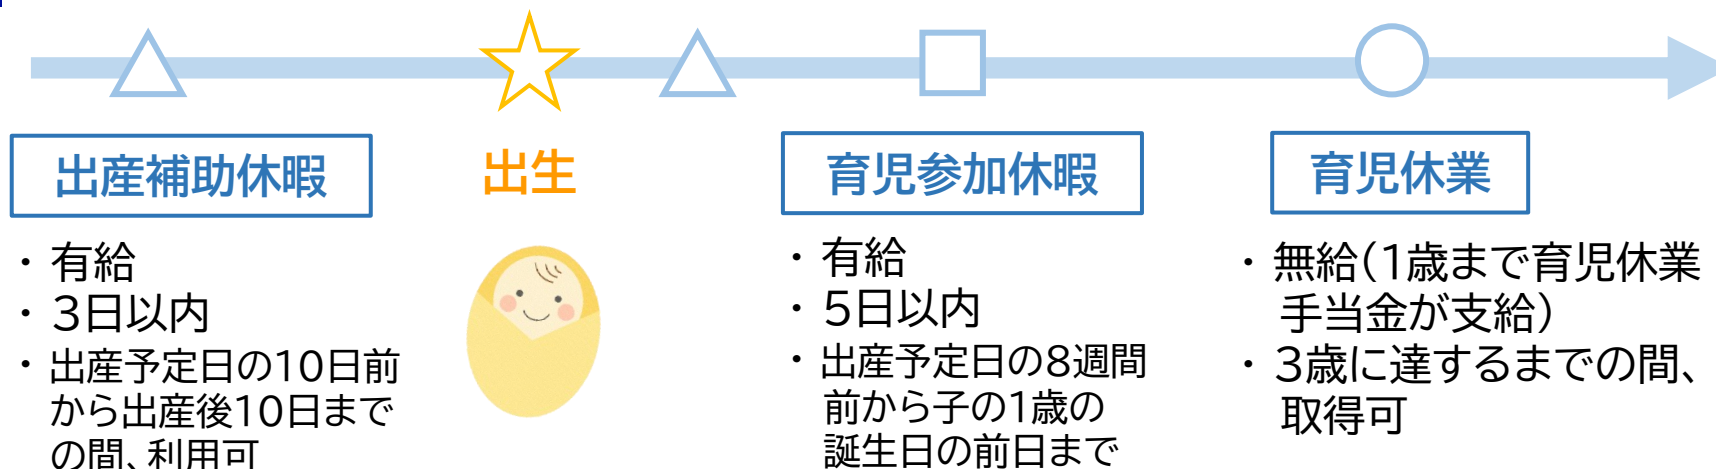 出産補助休暇
・ 有給
・ 3日以内
・ 出産予定日の10日前
から出産後10日まで
の間、利用可
出生
育児参加休暇
・ 有給
・ 5日以内
・ 出産予定日の8週間
前から子の1歳の
誕生日の前日まで
育児休業
・ 無給(1歳まで育児休業
手当金が支給)
・ 3歳に達するまでの間、
取得可